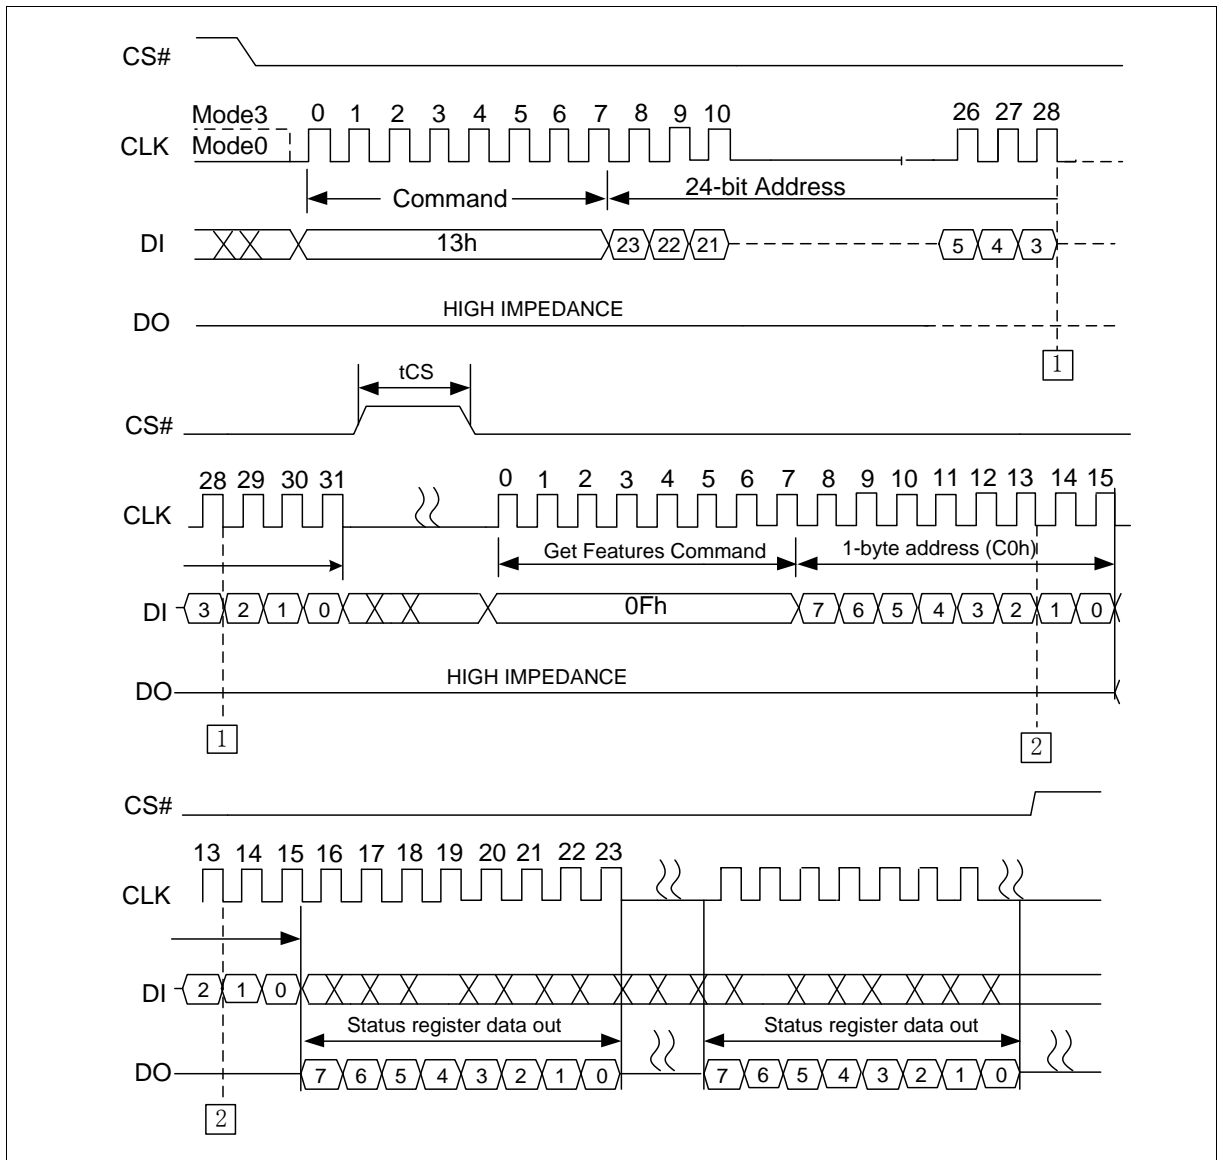 CS#
Mode3 0 1 2 3 4 5 6 7 8 9 10 26 27 28
CLK Mode0
Command 24-bit Address
DI 13h 23 22 21 5 4 3
HIGH IMPEDANCE
DO
1
tCS
CS#
28 29 30 31 0 1 2 3 4 5 6 7 8 9 10 11 12 13 14 15
CLK
Get Features Command 1-byte address (C0h)
DI 3 2 1 0 0Fh 7 6 5 4 3 2 1 0
HIGH IMPEDANCE
DO
1 2
CS#
13 14 15 16 17 18 19 20 21 22 23
CLK
DI 2 1 0
Status register data out Status register data out
DO 7 6 5 4 3 2 1 0 7 6 5 4 3 2 1 0
2